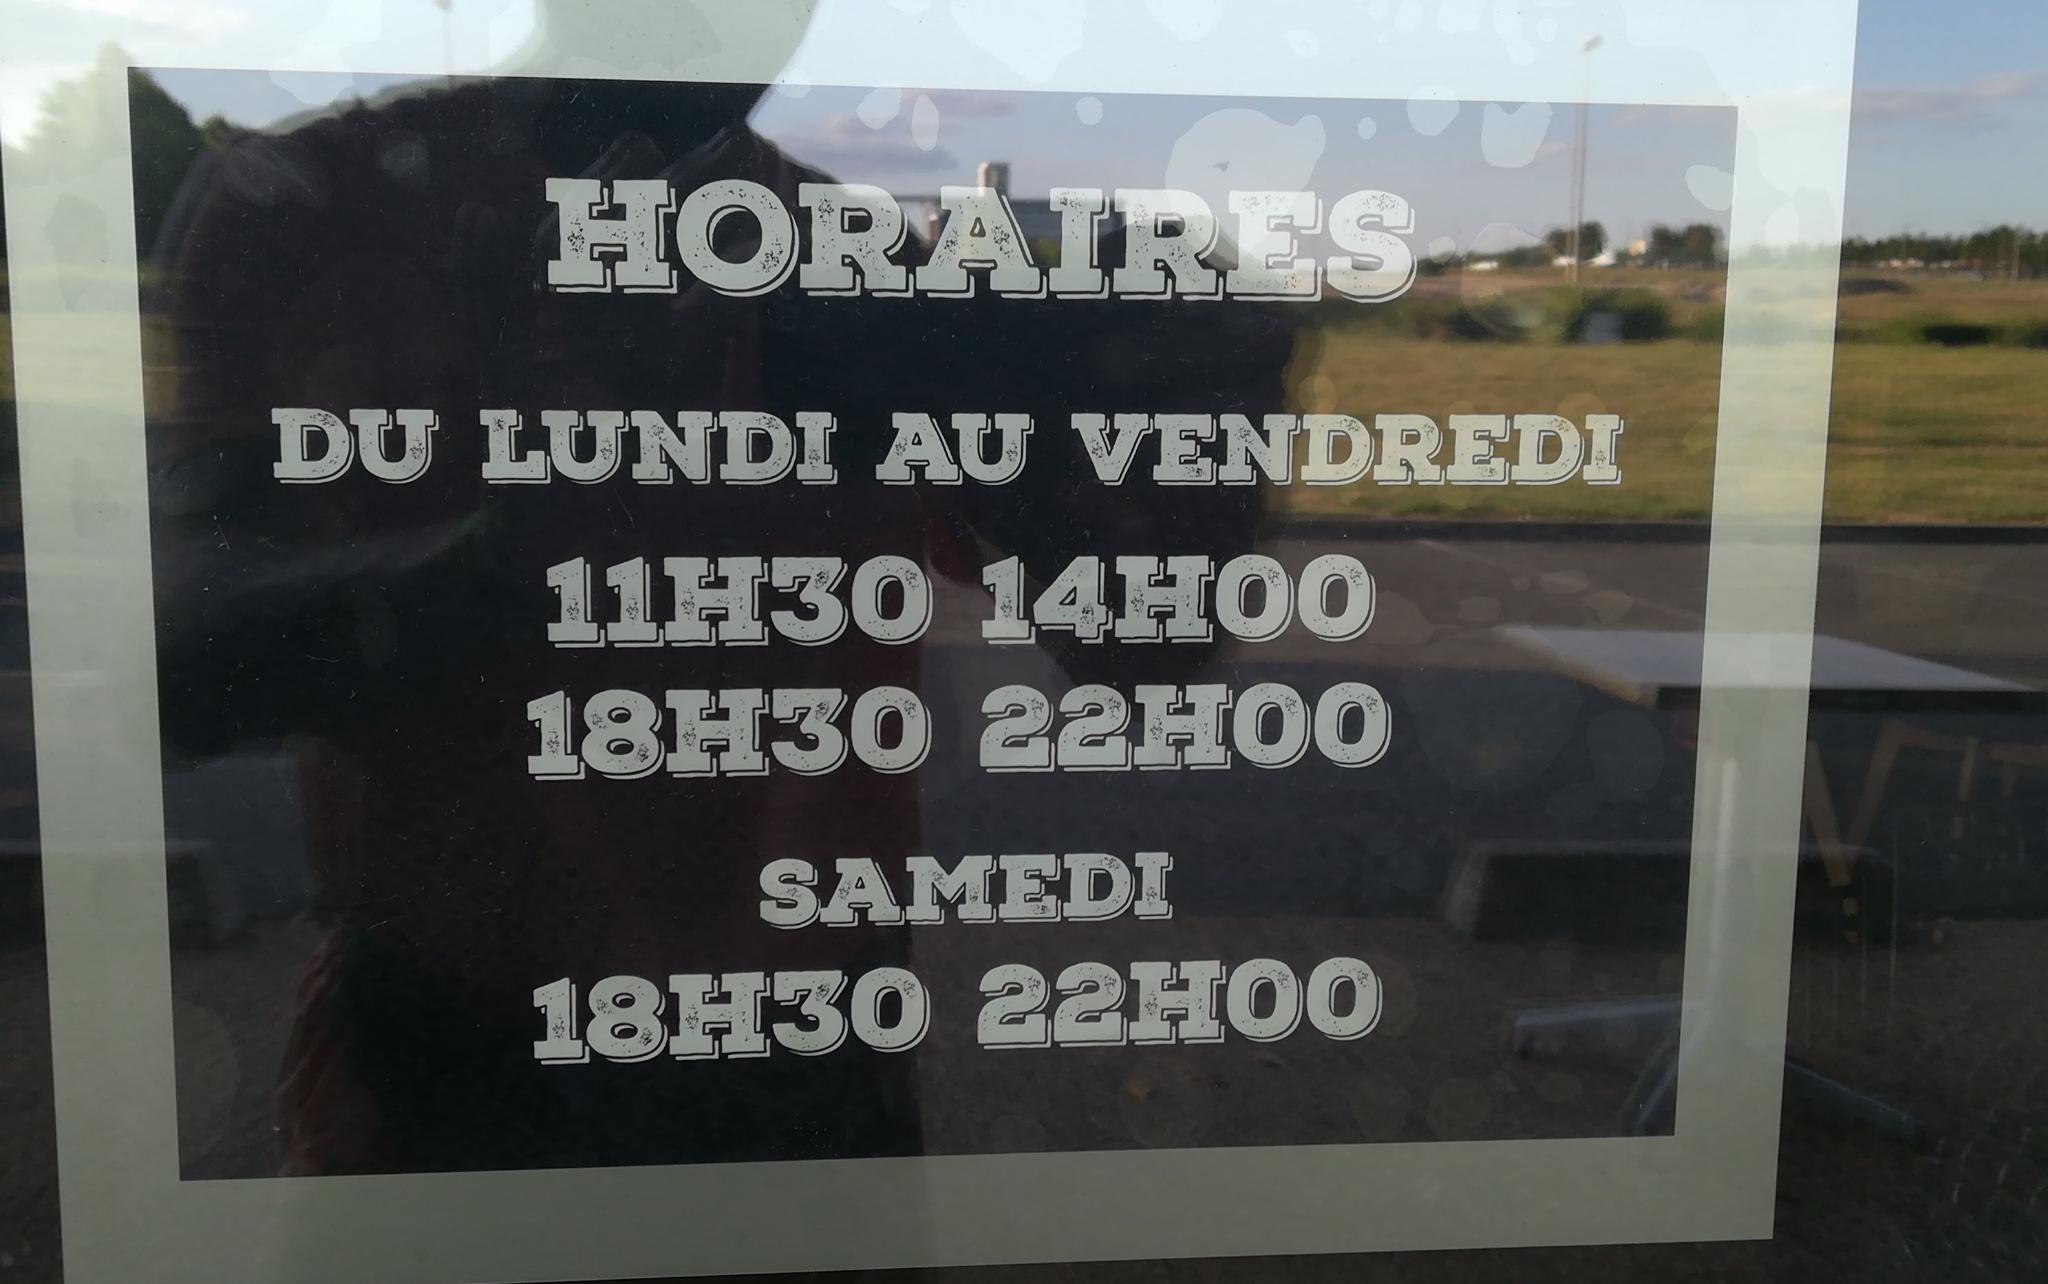 HORAIRES
DU LUNDI AU VENDREDI
11H30 14H00
18H30 22H00
SAMEDI
18H30 22H00